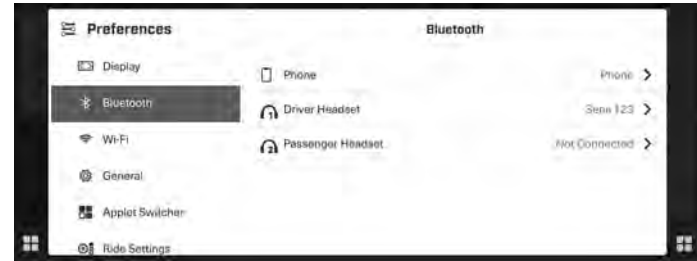 Preferences
Bluetooth
Display
Bluetooth
Wi-Fi
General
Applet Switcher
Ride Settings
Phone Phone
Driver Headset Sena 123
Passenger Headset Not Connected